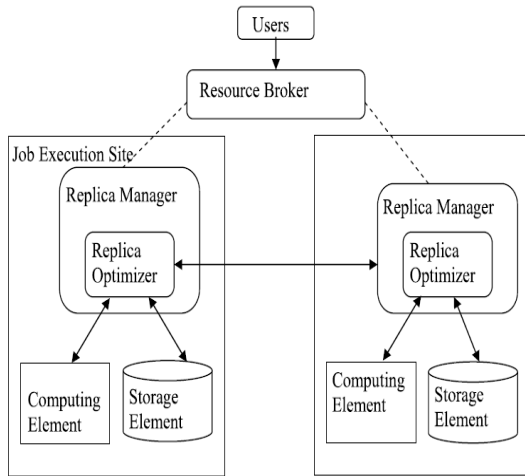 Users
Resource Broker
Job Execution Site
Replica Manager
Replica
Optimizer
Computing
Element
Storage
Element
Replica Manager
Replica
Optimizer
Computing
Element
Storage
Element